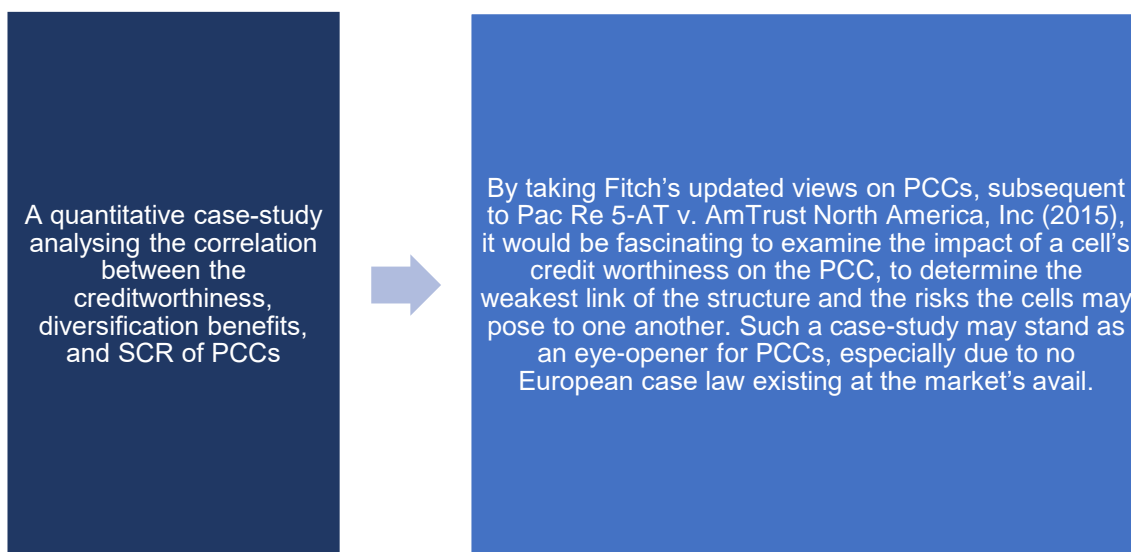 A quantitative case-study
analysing the correlation
between the
creditworthiness,
diversification benefits,
and SCR of PCCs
By taking Fitch’s updated views on PCCs, subsequent
to Pac Re 5-AT v. AmTrust North America, Inc (2015),
it would be fascinating to examine the impact of a cell’s
credit worthiness on the PCC, to determine the
weakest link of the structure and the risks the cells may
pose to one another. Such a case-study may stand as
an eye-opener for PCCs, especially due to no
European case law existing at the market’s avail.